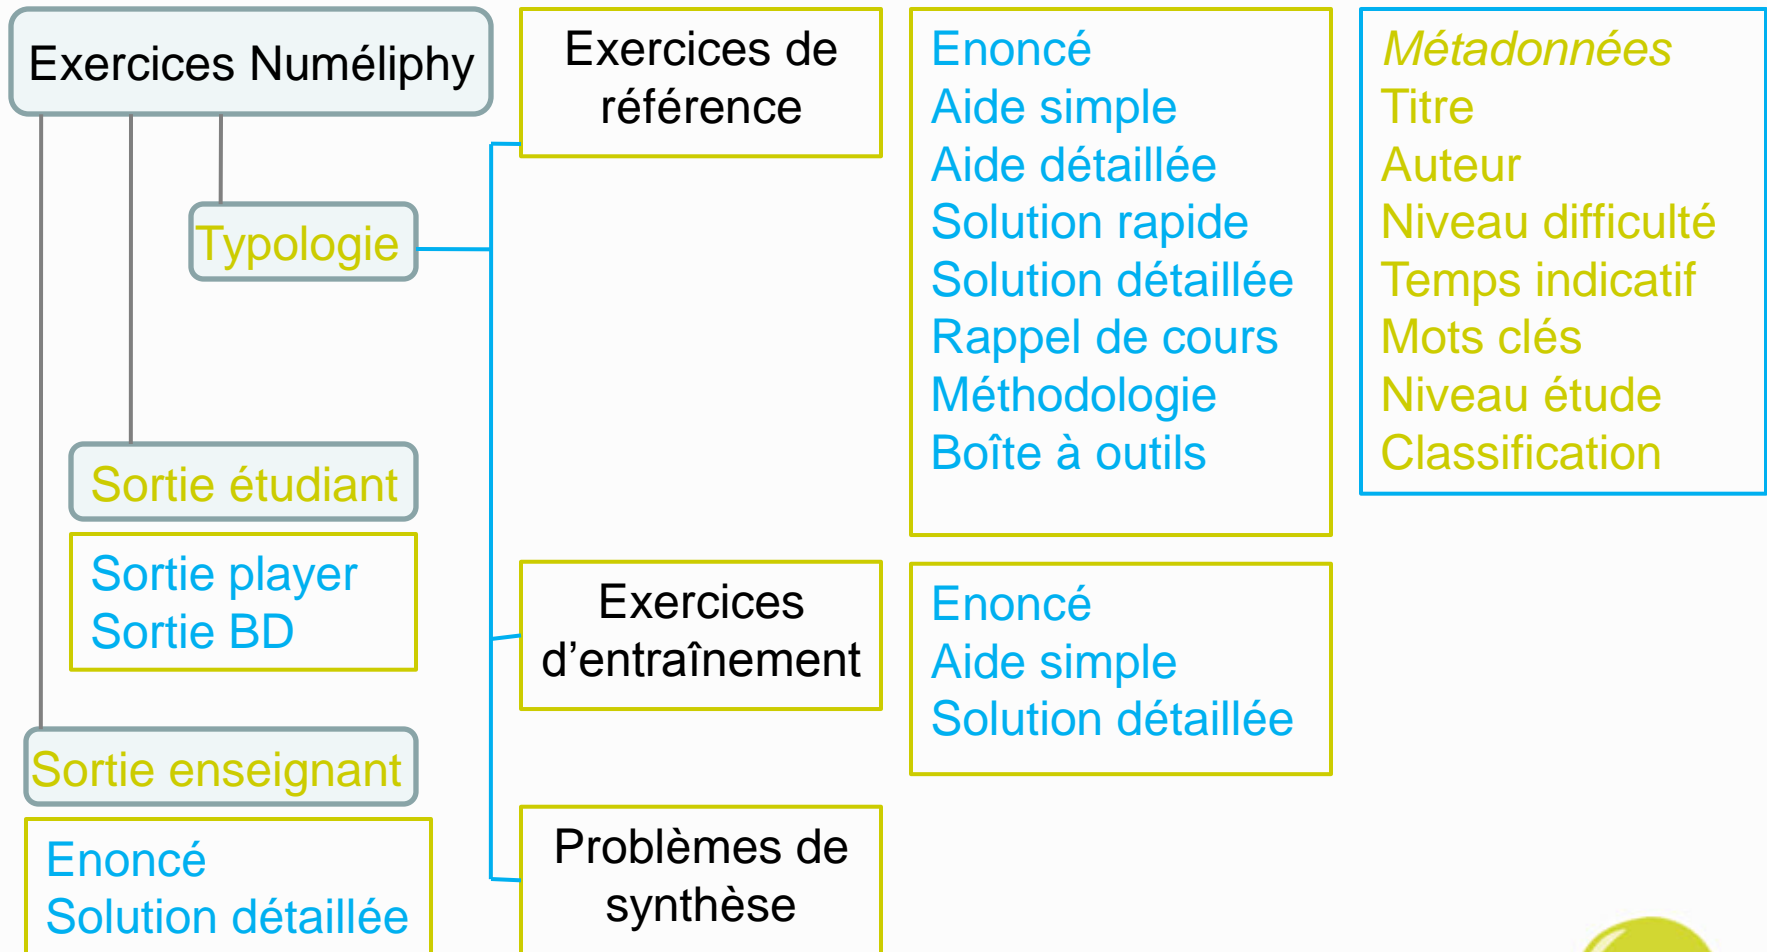 Exercices Numéliphy
Typologie
Sortie étudiant
Sortie player
Sortie BD
Sortie enseignant
Enoncé
Solution détaillée
Exercices de
référence
Enoncé
Aide simple
Aide détaillée
Solution rapide
Solution détaillée
Rappel de cours
Méthodologie
Boîte à outils
Métadonnées
Titre
Auteur
Niveau difficulté
Temps indicatif
Mots clés
Niveau étude
Classification
Exercices
d’entraînement
Enoncé
Aide simple
Solution détaillée
Problèmes de
synthèse